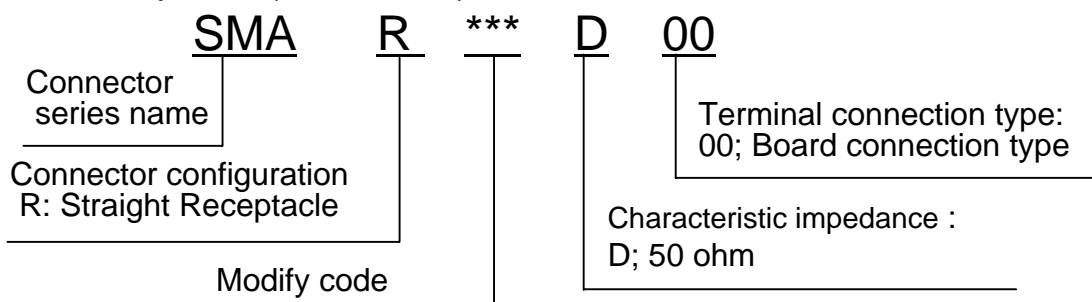 SMA R *** D 00
Connector
series name
Terminal connection type:
00; Board connection type
Connector configuration
R: Straight Receptacle
Characteristic impedance :
D; 50 ohm
Modify code